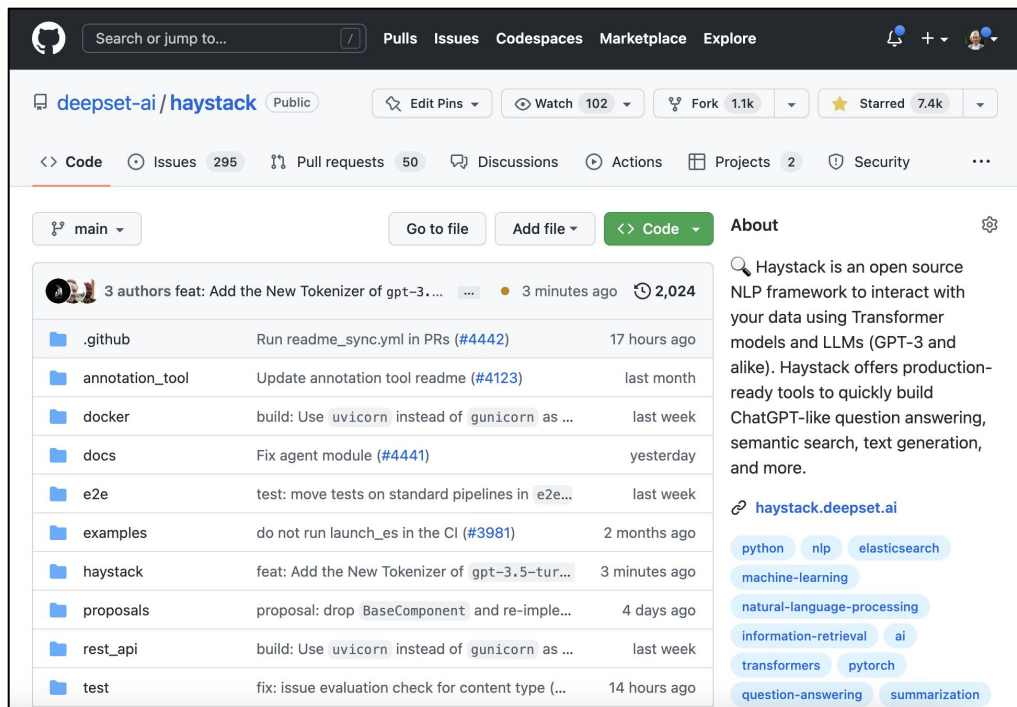 Search or jump to... / Pulls Issues Codespaces Marketplace Explore +
deepset-ai / haystack Public Edit Pins Watch 102 Fork 1.1k Starred 7.4k
<> Code Issues 295 Pull requests 50 Discussions Actions Projects 2 Security ...
main Go to file Add file <> Code
3 authors feat: Add the New Tokenizer of gpt-3.... ... 3 minutes ago 2,024
.github Run readme_sync.yml in PRs (#4442) 17 hours ago
annotation_tool Update annotation tool readme (#4123) last month
docker build: Use uvicorn instead of gunicorn as ... last week
docs Fix agent module (#4441) yesterday
e2e test: move tests on standard pipelines in e2e... last week
examples do not run launch_es in the CI (#3981) 2 months ago
haystack feat: Add the New Tokenizer of gpt-3.5-tur... 3 minutes ago
proposals proposal: drop BaseComponent and re-imple... 4 days ago
rest_api build: Use uvicorn instead of gunicorn as ... last week
test fix: issue evaluation check for content type (... 14 hours ago
About
🔍 Haystack is an open source
NLP framework to interact with
your data using Transformer
models and LLMs (GPT-3 and
alike). Haystack offers production-
ready tools to quickly build
ChatGPT-like question answering,
semantic search, text generation,
and more.
haystack.deepset.ai
python nlp elasticsearch
machine-learning
natural-language-processing
information-retrieval ai
transformers pytorch
question-answering summarization